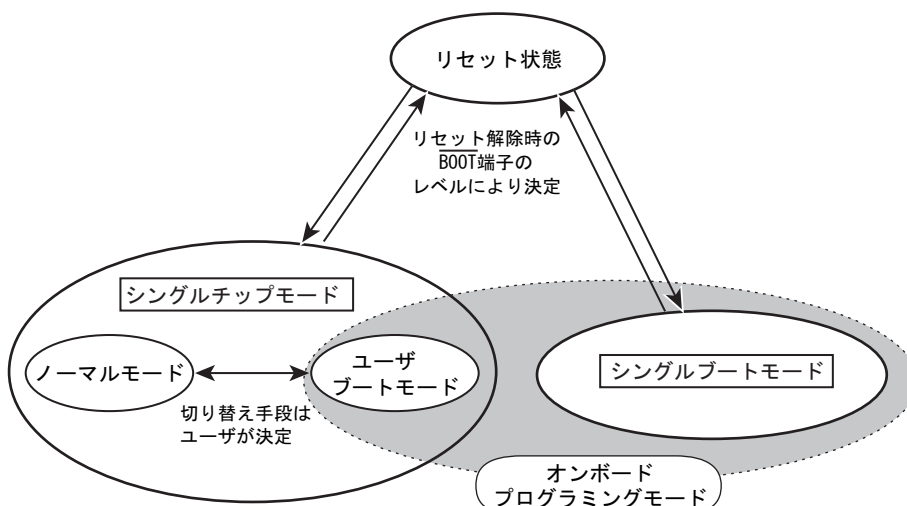 リセット状態
リセット解除時の
BOOT端子の
レベルにより決定
シングルチップモード
ノーマルモード
ユーザ
ブートモード
シングルブートモード
切り替え手段は
ユーザが決定
オンボード
プログラミングモード